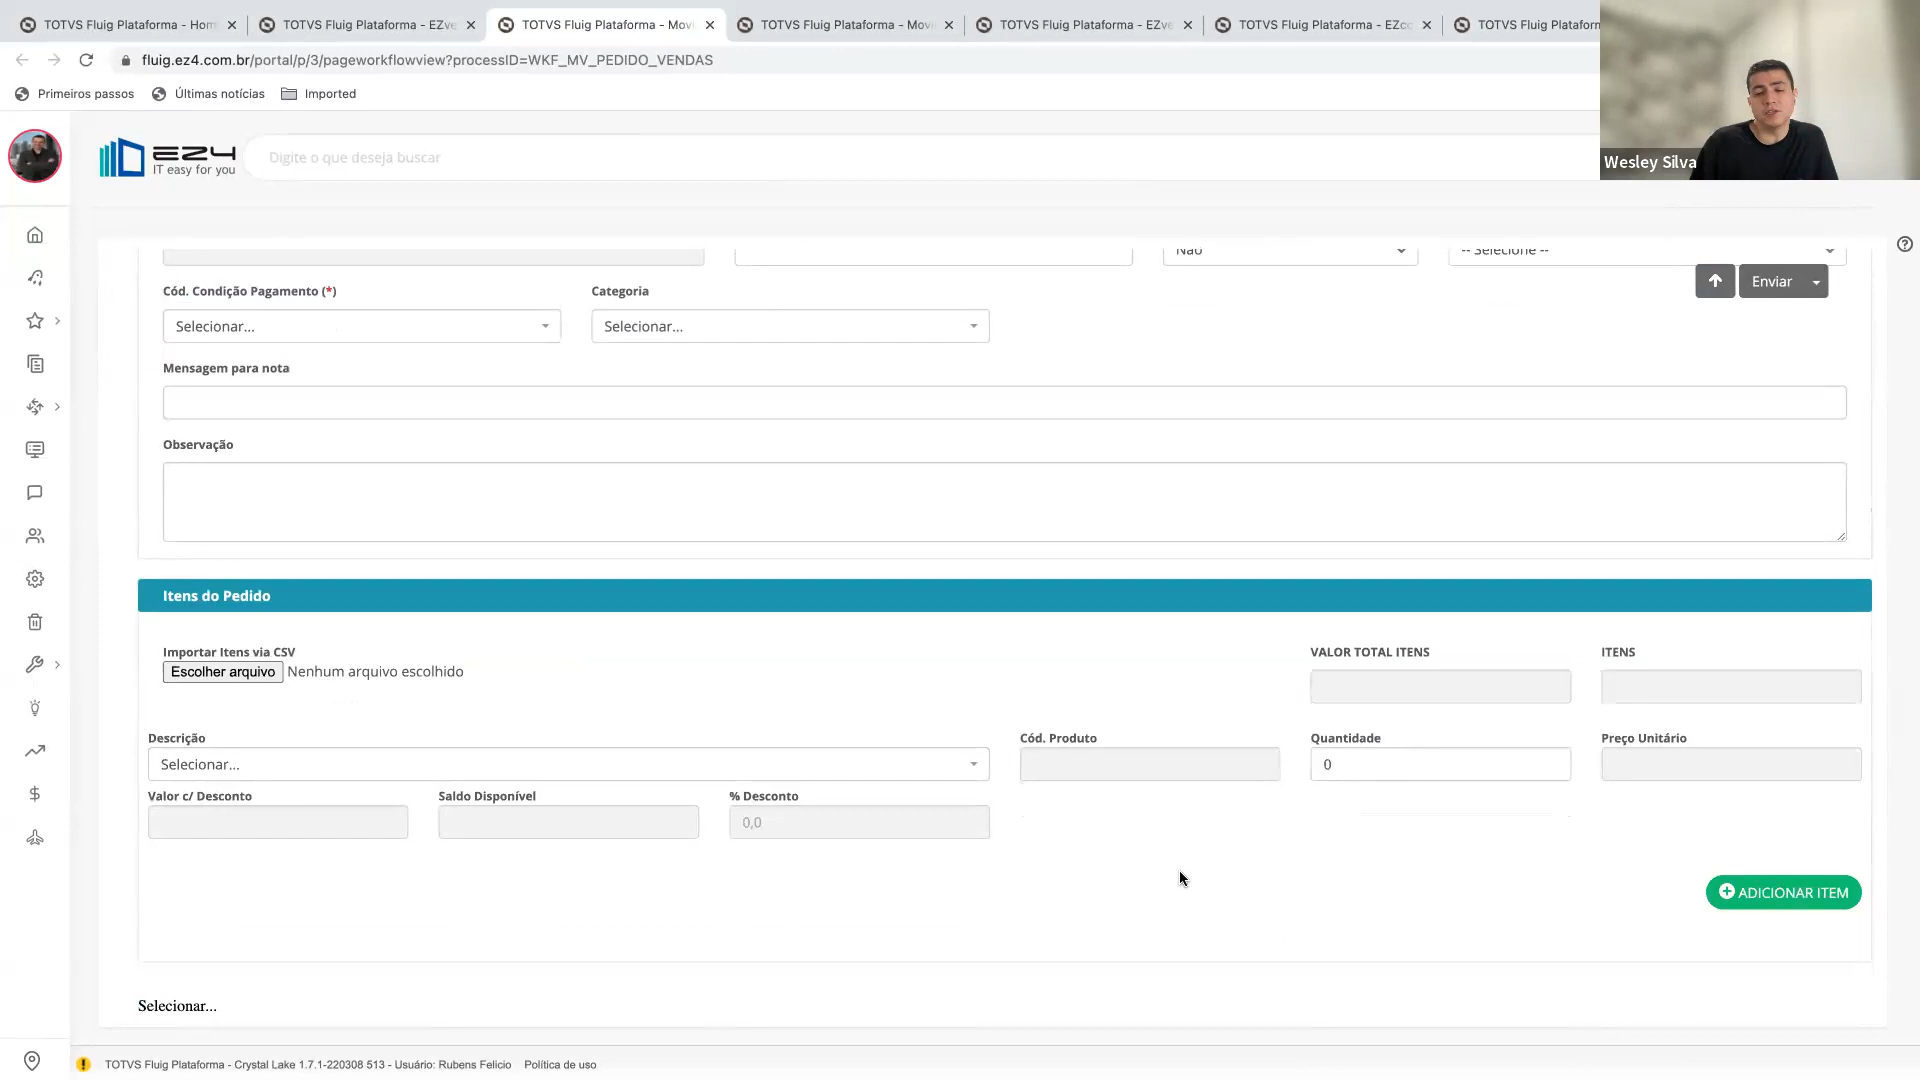 TOTVS Fluig Plataforma - Hom
TOTVS Fluig Plataforma - EZve
TOTVS Fluig Plataforma - Movi
TOTVS Fluig Plataforma - Movi
TOTVS Fluig Plataforma - EZve
TOTVS Fluig Plataforma - EZco
TOTVS Fluig Plataform
fluig.ez4.com.br/portal/p/3/pageworkflowview?processID=WKF_MV_PEDIDO_VENDAS
Primeiros passos
Últimas notícias
Imported
Wesley Silva
EZ4
IT easy for you
Digite o que deseja buscar
Não
-- Selecione --
Enviar
Cód. Condição Pagamento (*)
Categoria
Selecionar...
Selecionar...
Mensagem para nota
Observação
Itens do Pedido
Importar Itens via CSV
VALOR TOTAL ITENS
ITENS
Escolher arquivo Nenhum arquivo escolhido
Descrição
Cód. Produto
Quantidade
Preço Unitário
Selecionar...
0
Valor c/ Desconto
Saldo Disponível
% Desconto
0,0
ADICIONAR ITEM
Selecionar...
TOTVS Fluig Plataforma - Crystal Lake 1.7.1-220308 513 - Usuário: Rubens Felicio
Política de uso